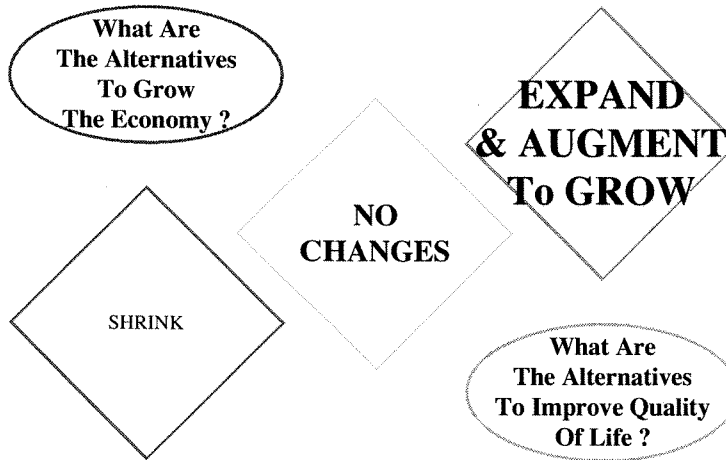 What Are
The Alternatives
To Grow
The Economy ?
EXPAND
& AUGMENT
To GROW
NO
CHANGES
SHRINK
What Are
The Alternatives
To Improve Quality
Of Life ?